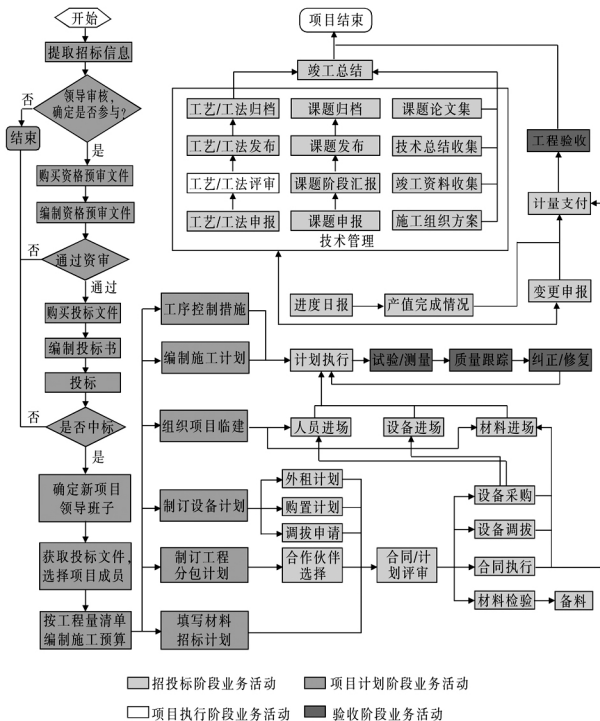 开始
提取招标信息
领导审核，
确定是否参与？
否
是
结束
购买资格预审文件
编制资格预审文件
通过资审
否
通过
购买投标文件
编制投标书
投标
是否中标
否
是
确定新项目
领导班子
获取投标文件，
选择项目成员
按工程量清单
编制施工预算
工序控制措施
编制施工计划
组织项目临建
制订设备计划
制订工程
分包计划
填写材料
招标计划
外租计划
购置计划
调拔申请
合作伙伴
选择
合同/计
划评审
设备采购
设备调拔
合同执行
材料检验
备料
人员进场
设备进场
材料进场
计划执行
试验/测量
质量跟踪
纠正/修复
进度日报
产值完成情况
变更申报
计量支付
工程验收
项目结束
竣工总结
工艺/工法归档
课题归档
课题论文集
工艺/工法发布
课题发布
技术总结收集
工艺/工法评审
课题阶段汇报
竣工资料收集
工艺/工法申报
课题申报
施工组织方案
技术管理
招投标阶段业务活动
项目计划阶段业务活动
项目执行阶段业务活动
验收阶段业务活动